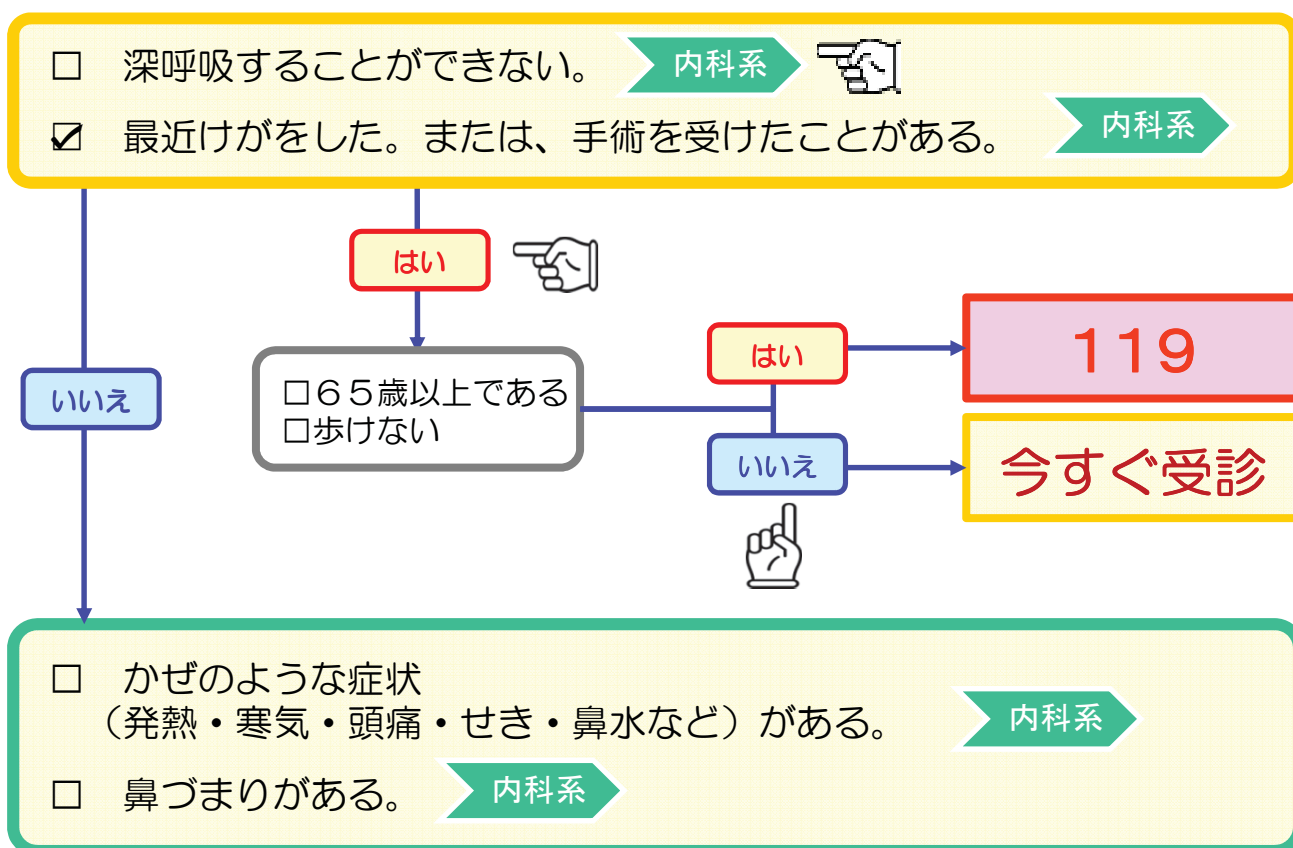 □ 深呼吸することができない。 内科系
☑ 最近けがをした。または、手術を受けたことがある。 内科系
はい
いいえ
□65歳以上である
□歩けない
はい
119
いいえ
今すぐ受診
□ かぜのような症状
(発熱・寒気・頭痛・せき・鼻水など)がある。 内科系
□ 鼻づまりがある。 内科系